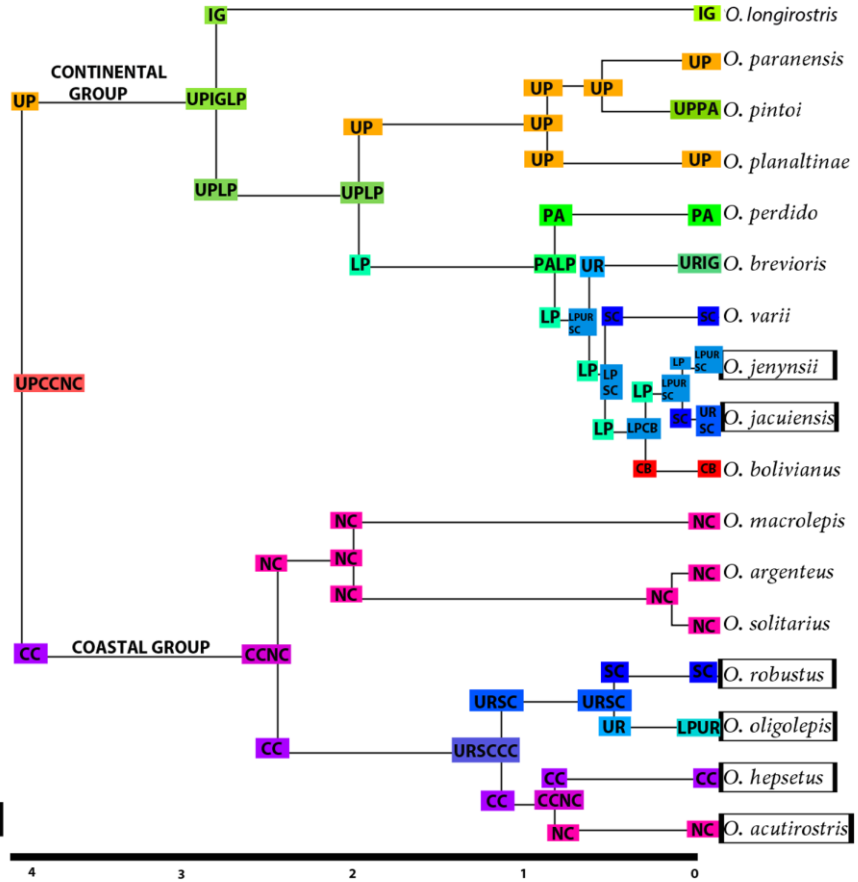 IG
IG
O. longirostris
CONTINENTAL
GROUP
UP
UPIGLP
UP
UP
UP
O. paranensis
UPPA
O. pintoi
UP
UP
UP
UP
O. planaltinae
UPLP
UPLP
LP
PA
PA
O. perdido
PALP
UR
URIG
O. brevioris
LP
LPUR
SC
SC
SC
O. varii
LP
LP
SC
LP
LPUR
SC
O. jenynsii
LP
LPUR
SC
SC
UR
SC
O. jacuiensis
LP
LPCB
CB
CB
O. bolivianus
UPCCNC
NC
NC
O. macrolepis
NC
NC
NC
NC
NC
O. argenteus
NC
O. solitarius
CC
COASTAL GROUP
CCNC
SC
SC
O. robustus
URSC
URSC
UR
LPUR
O. oligolepis
CC
URSCCC
CC
CC
O. hepsetus
CC
CCNC
NC
NC
O. acutirostris
4
3
2
1
0